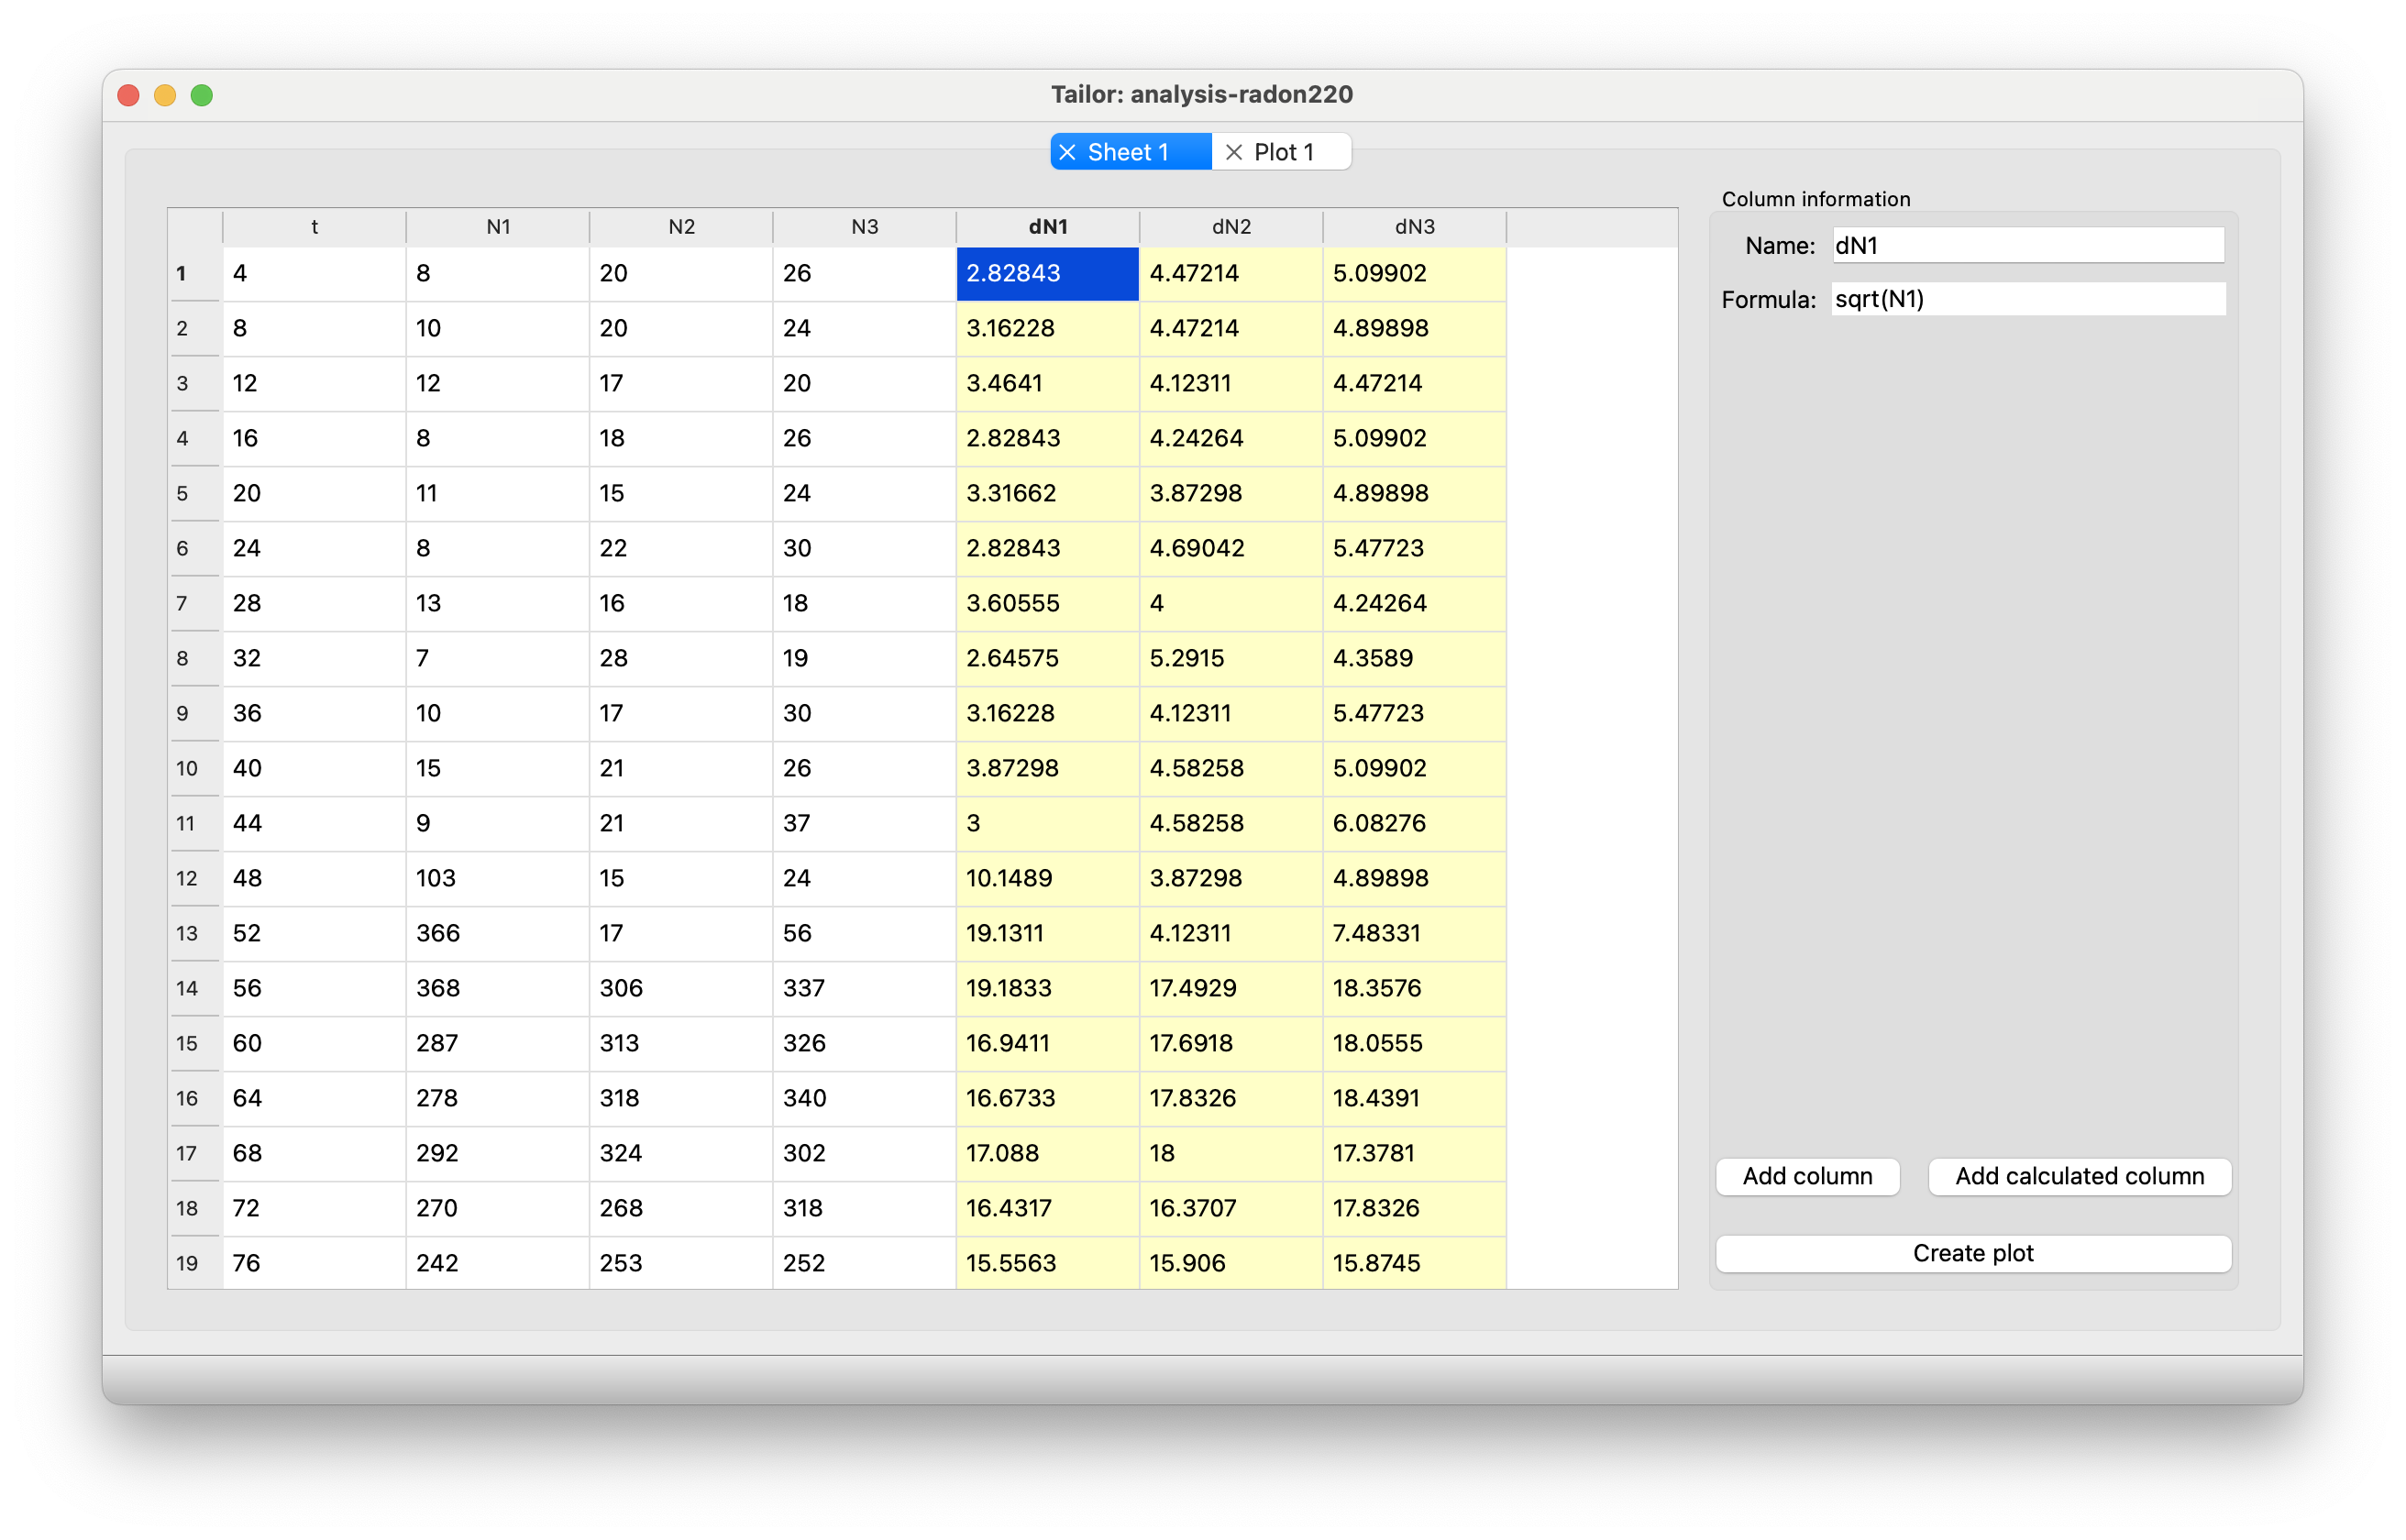 Tailor: analysis-radon220
Sheet 1 Plot 1
Column information
t N1 N2 N3 dN1 dN2 dN3
Name: dN1
Formula: sqrt(N1)
1 4 8 20 26 2.82843 4.47214 5.09902
2 8 10 20 24 3.16228 4.47214 4.89898
3 12 12 17 20 3.4641 4.12311 4.47214
4 16 8 18 26 2.82843 4.24264 5.09902
5 20 11 15 24 3.31662 3.87298 4.89898
6 24 8 22 30 2.82843 4.69042 5.47723
7 28 13 16 18 3.60555 4 4.24264
8 32 7 28 19 2.64575 5.2915 4.3589
9 36 10 17 30 3.16228 4.12311 5.47723
10 40 15 21 26 3.87298 4.58258 5.09902
11 44 9 21 37 3 4.58258 6.08276
12 48 103 15 24 10.1489 3.87298 4.89898
13 52 366 17 56 19.1311 4.12311 7.48331
14 56 368 306 337 19.1833 17.4929 18.3576
15 60 287 313 326 16.9411 17.6918 18.0555
16 64 278 318 340 16.6733 17.8326 18.4391
17 68 292 324 302 17.088 18 17.3781
18 72 270 268 318 16.4317 16.3707 17.8326
19 76 242 253 252 15.5563 15.906 15.8745
Add column Add calculated column
Create plot